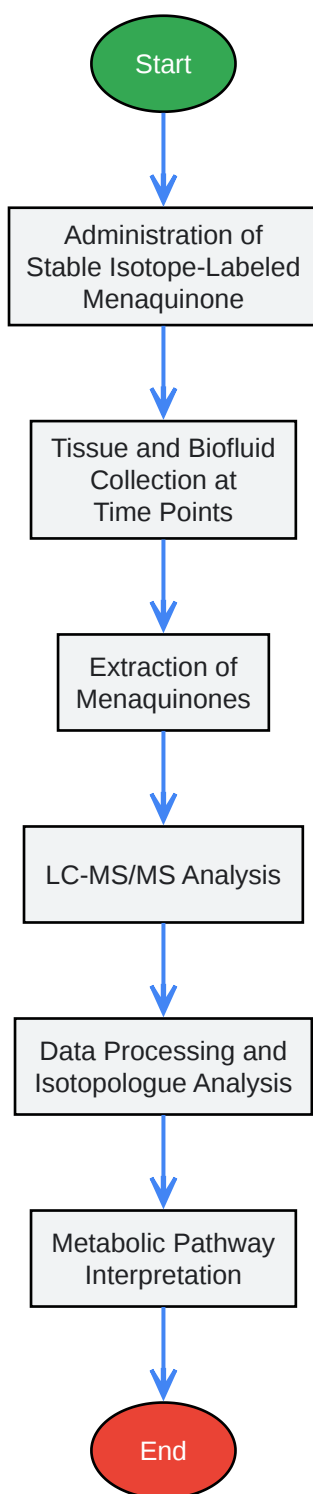 Start
Administration of
Stable Isotope-Labeled
Menaquinone
Tissue and Biofluid
Collection at
Time Points
Extraction of
Menaquinones
LC-MS/MS Analysis
Data Processing and
Isotopologue Analysis
Metabolic Pathway
Interpretation
End